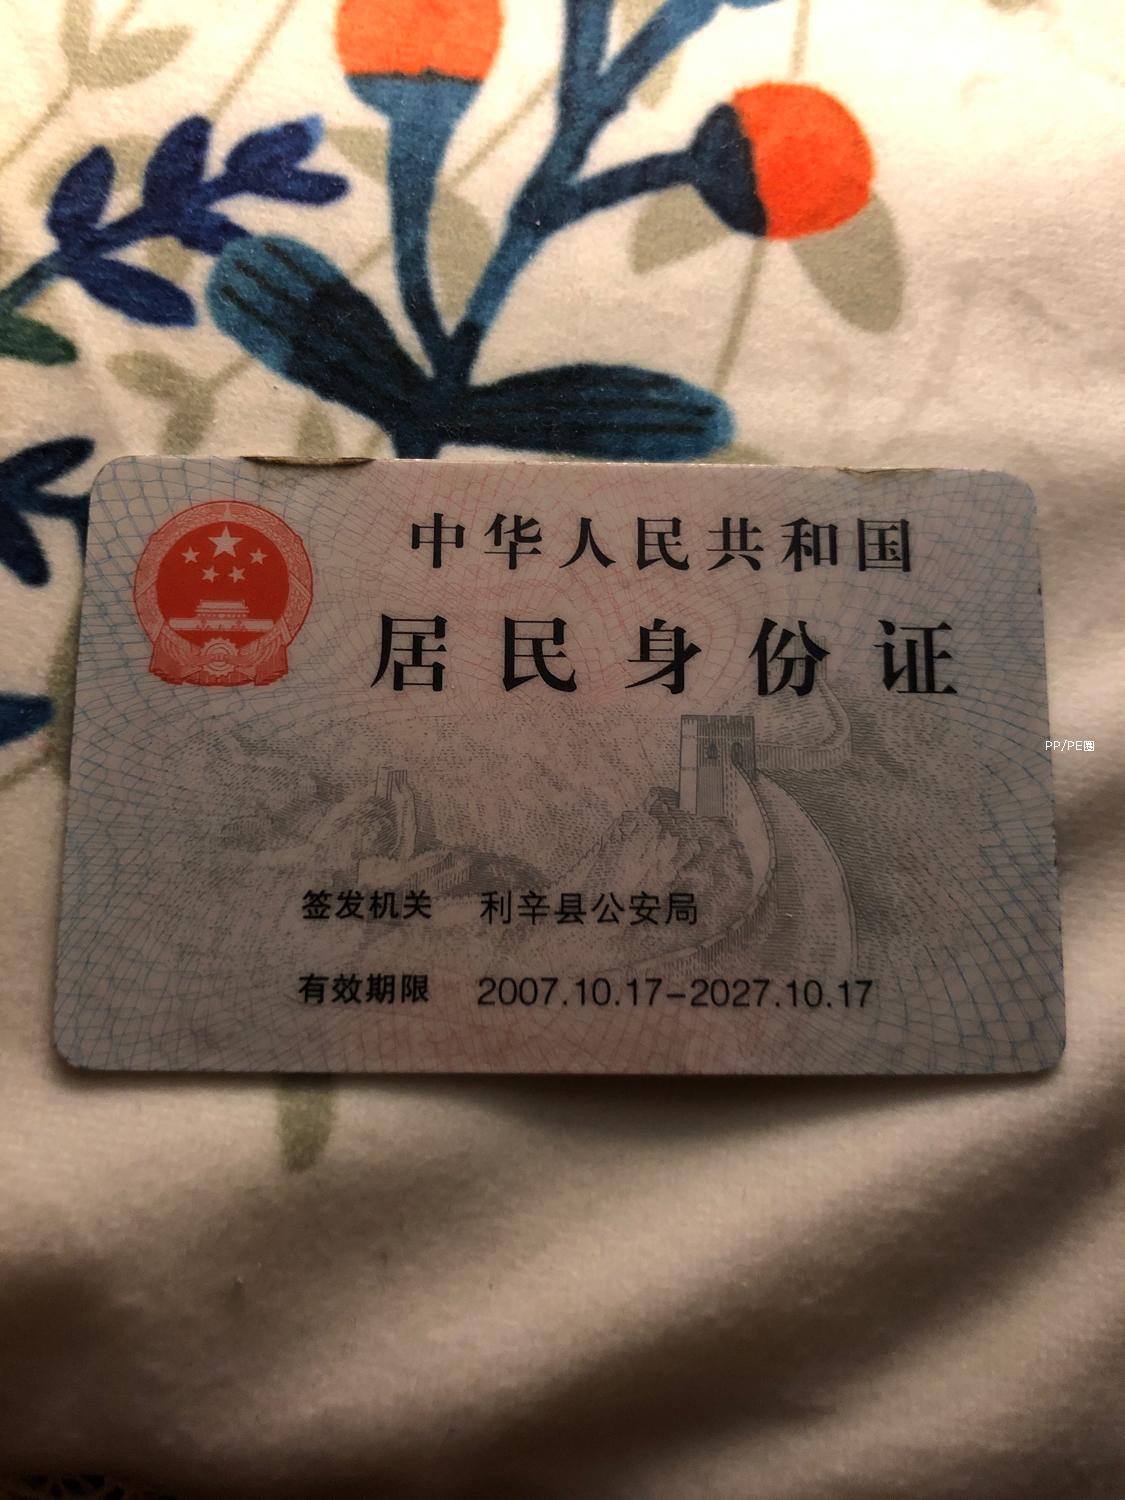 中华人民共和国
居民身份证
PP/PE圈
签发机关 利辛县公安局
有效期限 2007.10.17-2027.10.17